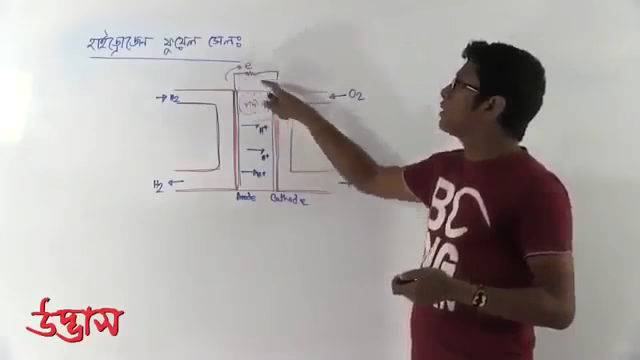 হাইড্রোজেন ফুয়েল সেলঃ
e
H₂
O₂
H⁺
H⁺
H⁺
H₂
Anode Cathode
উদ্ভাস